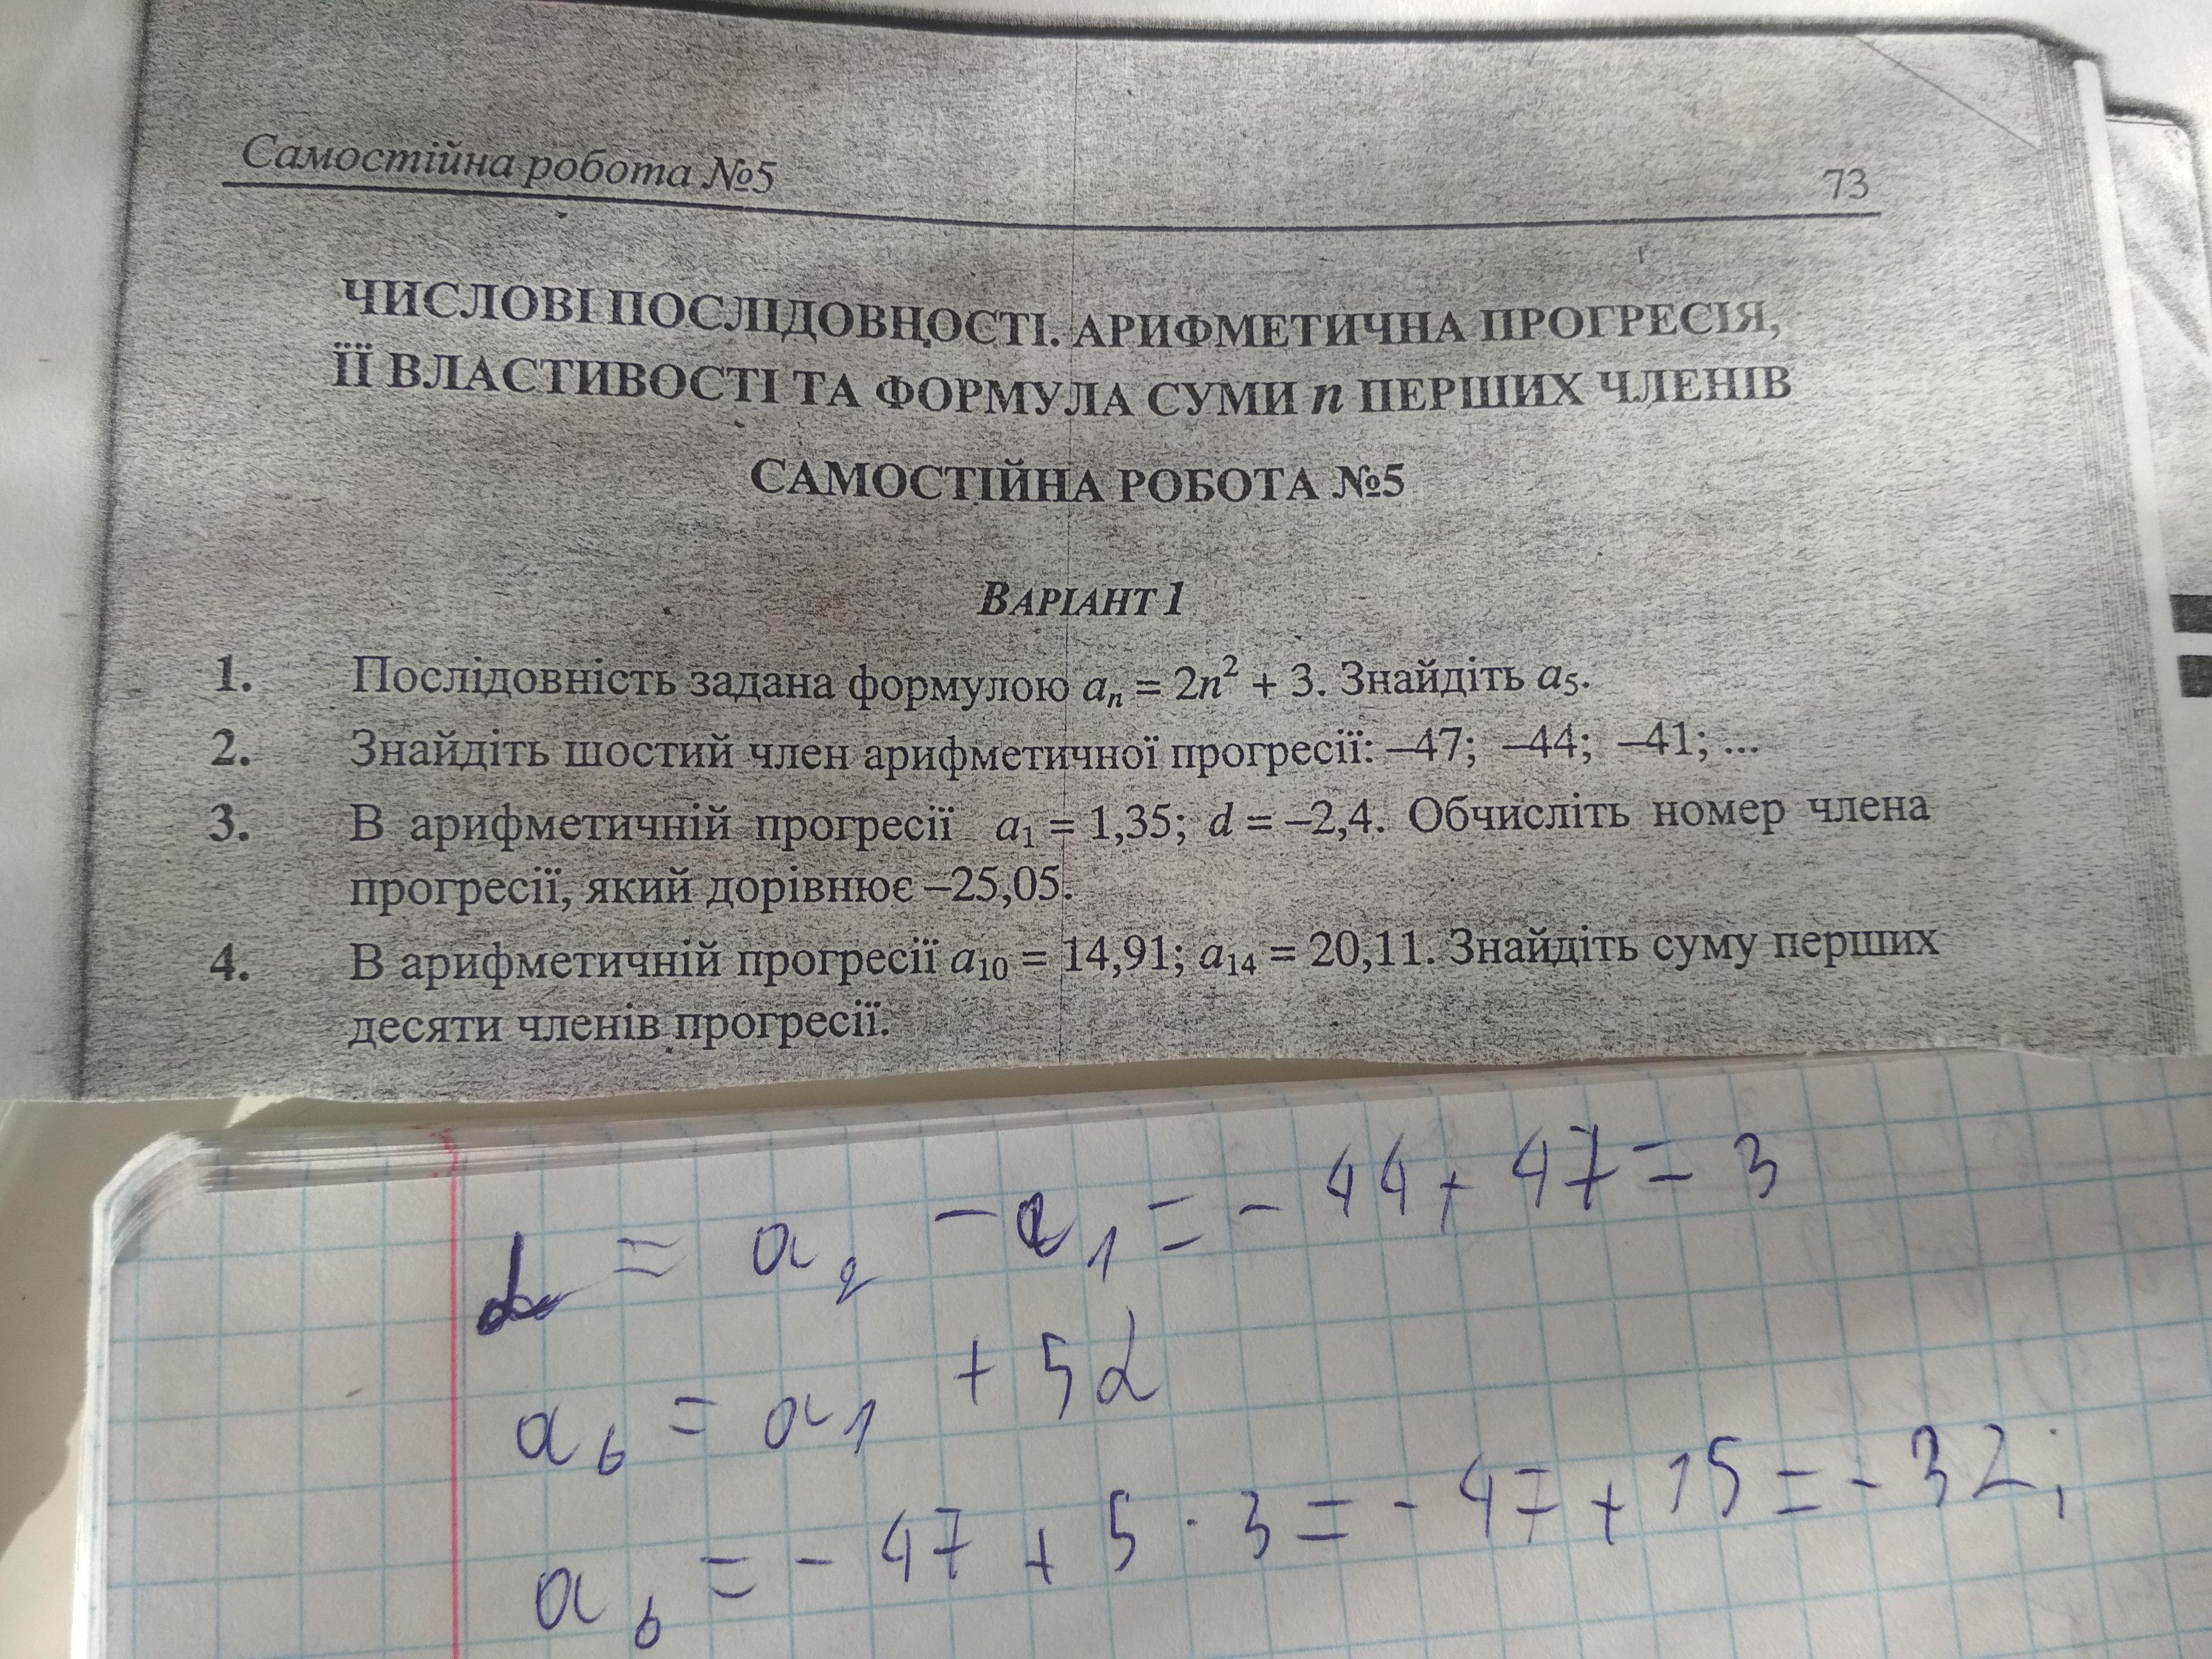 Самостійна робота №5 73
ЧИСЛОВІ ПОСЛІДОВНОСТІ. АРИФМЕТИЧНА ПРОГРЕСІЯ,
ЇЇ ВЛАСТИВОСТІ ТА ФОРМУЛА СУМИ n ПЕРШИХ ЧЛЕНІВ
САМОСТІЙНА РОБОТА №5
ВАРІАНТ 1
1. Послідовність задана формулою aₙ = 2n² + 3. Знайдіть a₅.
2. Знайдіть шостий член арифметичної прогресії: –47; –44; –41; ...
3. В арифметичній прогресії a₁ = 1,35; d = –2,4. Обчисліть номер члена
прогресії, який дорівнює –25,05.
4. В арифметичній прогресії a₁₀ = 14,91; a₁₄ = 20,11. Знайдіть суму перших
десяти членів прогресії.
d = a₂ - a₁ = - 44 + 47 = 3
a₆ = a₁ + 5d
a₆ = - 47 + 5 · 3 = - 47 + 15 = - 32;